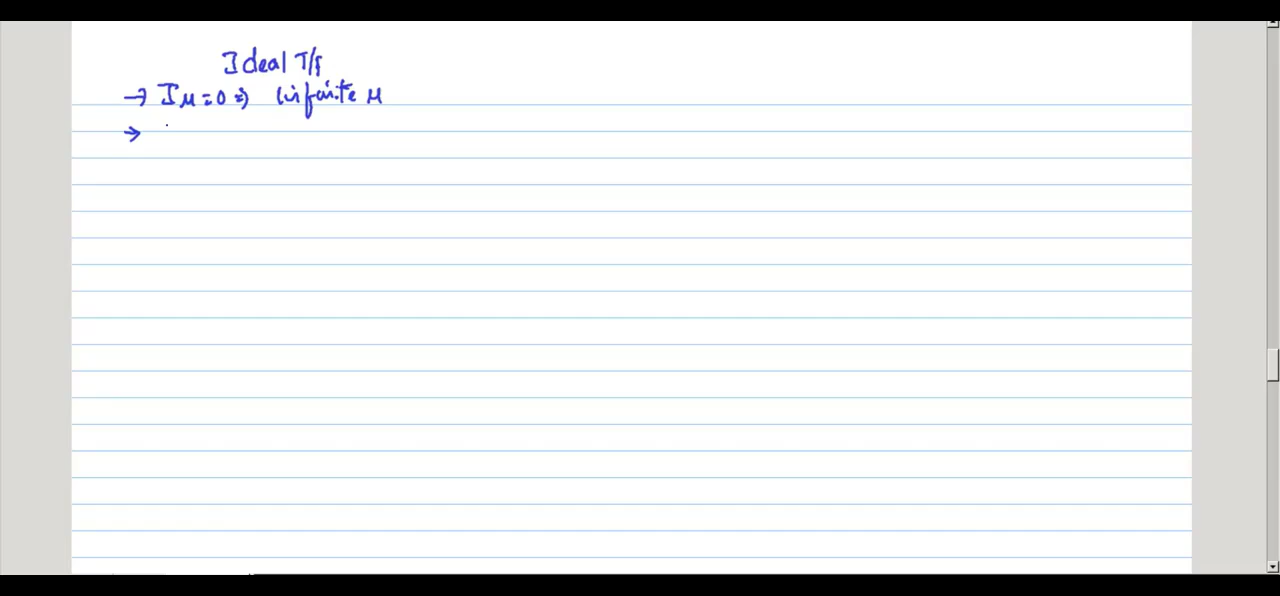 Ideal T/f
→ Iμ = 0 ⇒ infinite μ
→